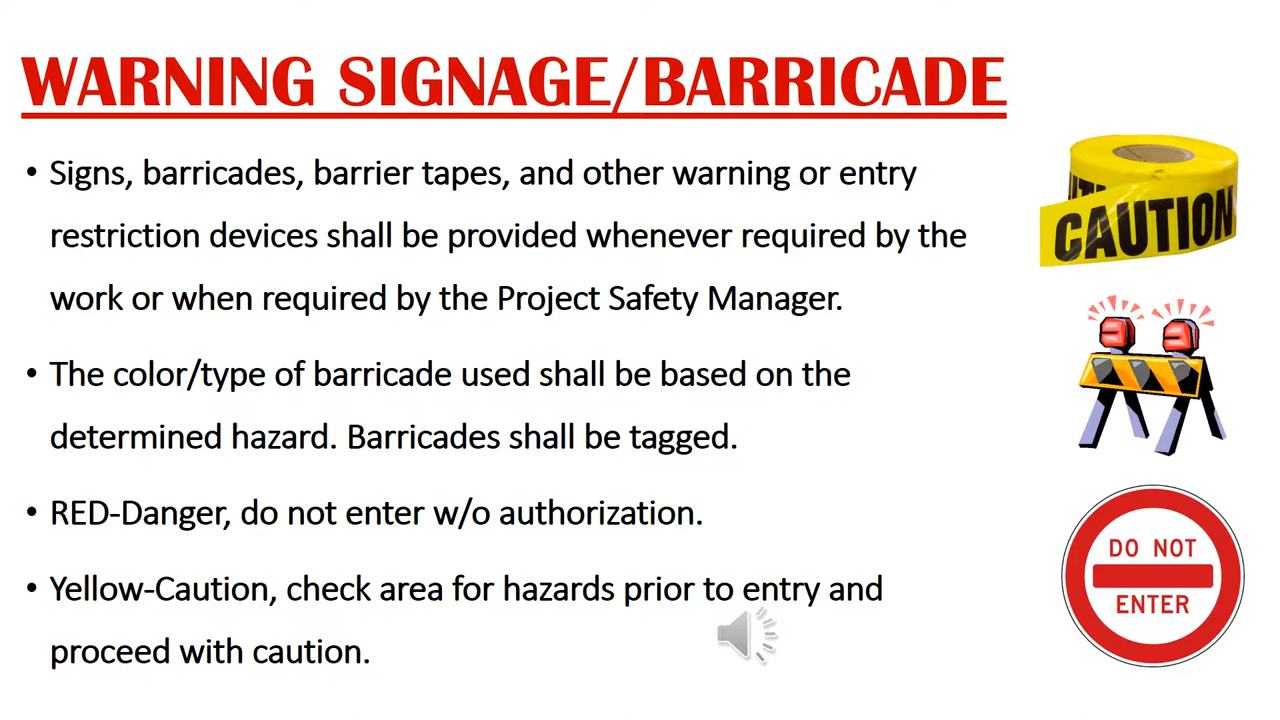 WARNING SIGNAGE/BARRICADE
• Signs, barricades, barrier tapes, and other warning or entry
restriction devices shall be provided whenever required by the
work or when required by the Project Safety Manager.
• The color/type of barricade used shall be based on the
determined hazard. Barricades shall be tagged.
• RED-Danger, do not enter w/o authorization.
• Yellow-Caution, check area for hazards prior to entry and
proceed with caution.
CAUTION
DO NOT
ENTER